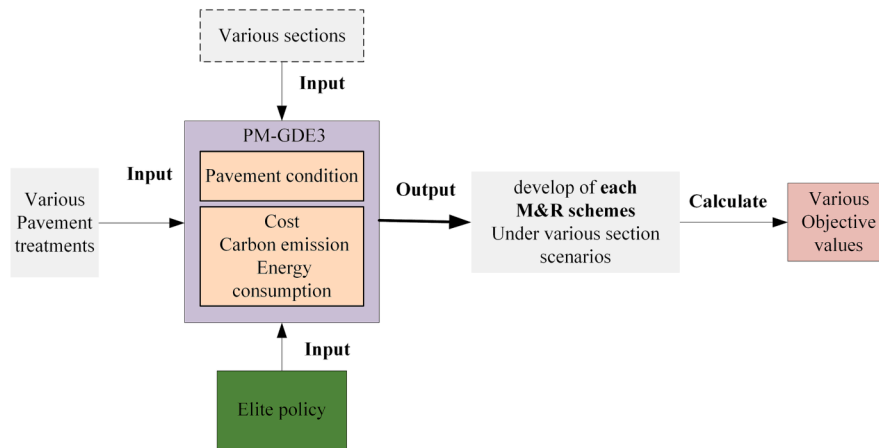 Various sections
Input
PM-GDE3
Pavement condition
Cost
Carbon emission
Energy
consumption
Input
Various
Pavement
treatments
Output
develop of each
M&R schemes
Under various section
scenarios
Calculate
Various
Objective
values
Input
Elite policy